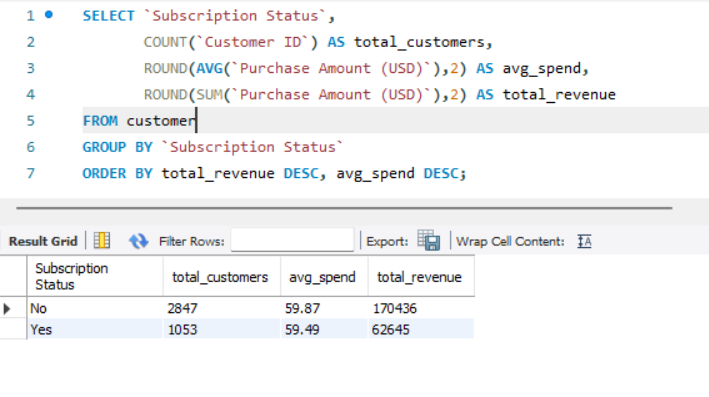 1 SELECT `Subscription Status`,
2 COUNT(`Customer ID`) AS total_customers,
3 ROUND(AVG(`Purchase Amount (USD)`),2) AS avg_spend,
4 ROUND(SUM(`Purchase Amount (USD)`),2) AS total_revenue
5 FROM customer
6 GROUP BY `Subscription Status`
7 ORDER BY total_revenue DESC, avg_spend DESC;
Result Grid Filter Rows: Export: Wrap Cell Content: IA
Subscription Status total_customers avg_spend total_revenue
No 2847 59.87 170436
Yes 1053 59.49 62645